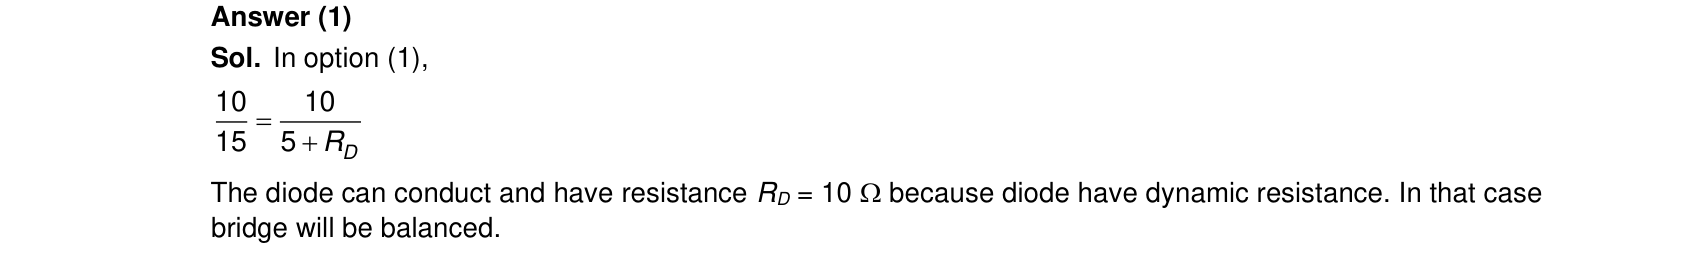 Answer (1)
Sol. In option (1),
10/15 = 10/(5 + R_D)
The diode can conduct and have resistance R_D = 10 Ω because diode have dynamic resistance. In that case
bridge will be balanced.